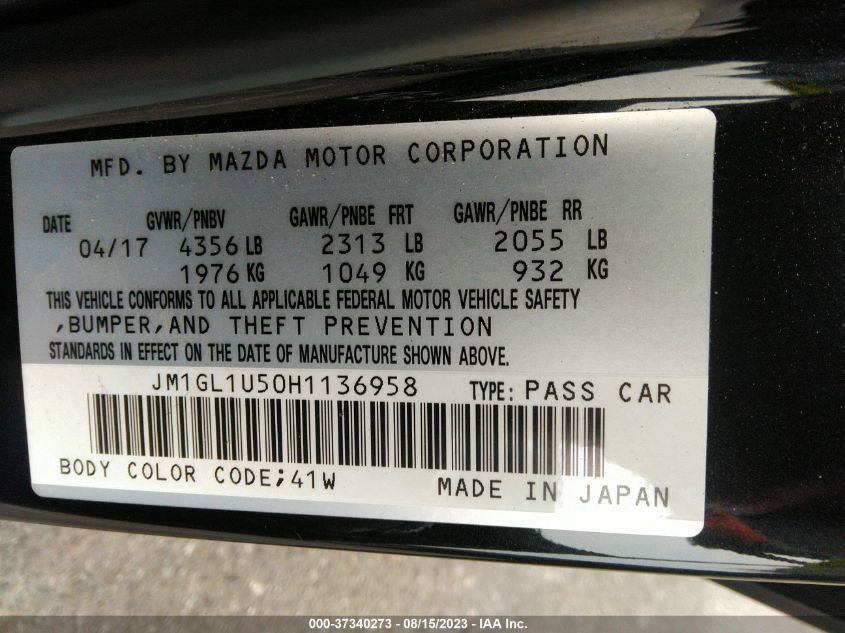 MFD. BY MAZDA MOTOR CORPORATION
DATE GVWR/PNBV GAWR/PNBE FRT GAWR/PNBE RR
04/17 4356 LB 2313 LB 2055 LB
1976 KG 1049 KG 932 KG
THIS VEHICLE CONFORMS TO ALL APPLICABLE FEDERAL MOTOR VEHICLE SAFETY
,BUMPER,AND THEFT PREVENTION
STANDARDS IN EFFECT ON THE DATE OF MANUFACTURE SHOWN ABOVE.
JM1GL1U50H1136958 TYPE: PASS CAR
BODY COLOR CODE;41W MADE IN JAPAN
000-37340273 - 08/15/2023 - IAA Inc.